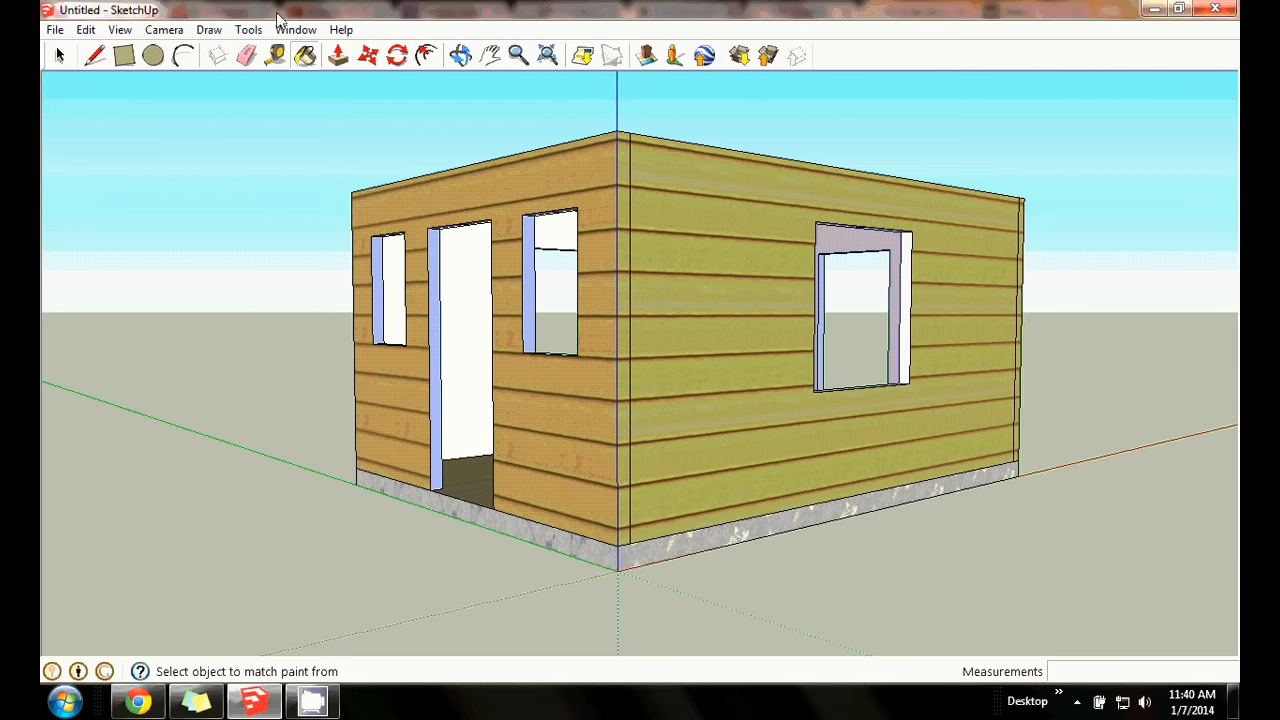 Untitled - SketchUp
File Edit View Camera Draw Tools Window Help
Select object to match paint from
Measurements
Desktop
11:40 AM
1/7/2014